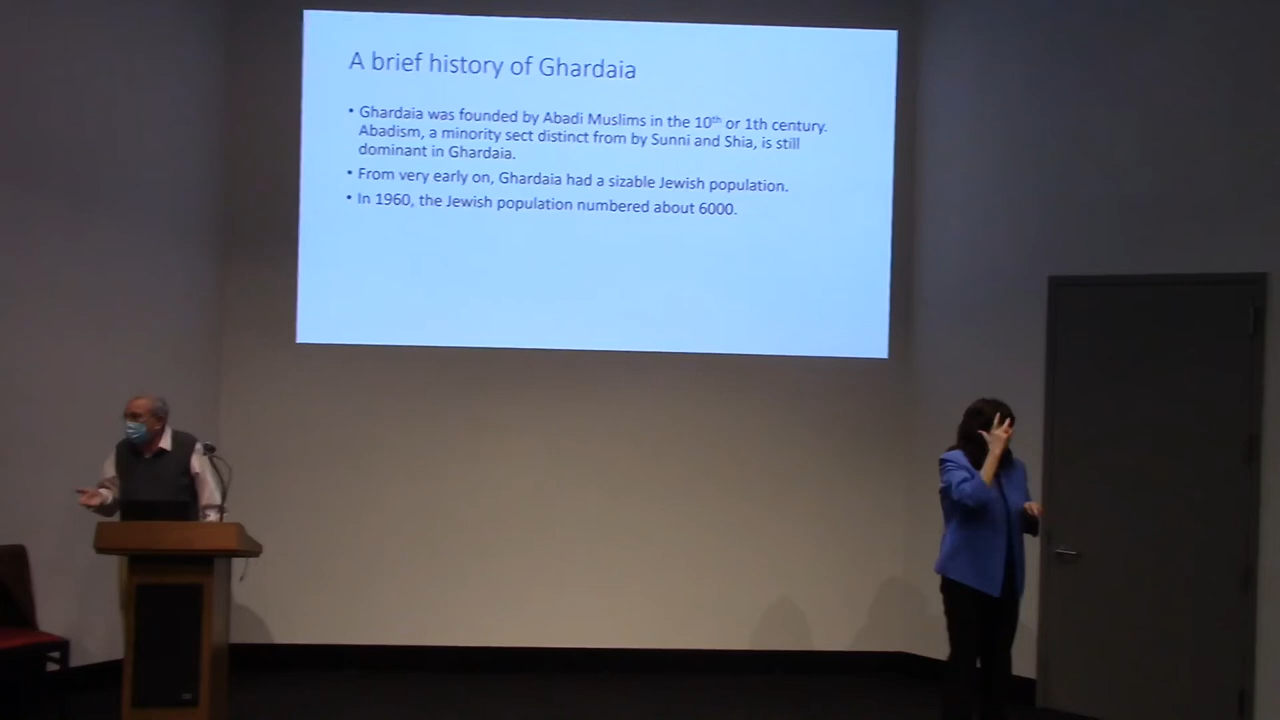 A brief history of Ghardaia
• Ghardaia was founded by Abadi Muslims in the 10th or 1th century.
Abadism, a minority sect distinct from by Sunni and Shia, is still
dominant in Ghardaia.
• From very early on, Ghardaia had a sizable Jewish population.
• In 1960, the Jewish population numbered about 6000.